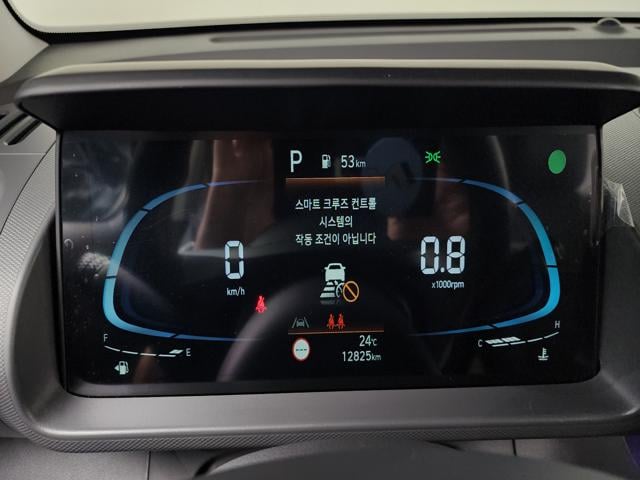 P 53km
스마트 크루즈 컨트롤
시스템의
작동 조건이 아닙니다
0
km/h
0.8
x1000rpm
F E
C H
24℃
12825km